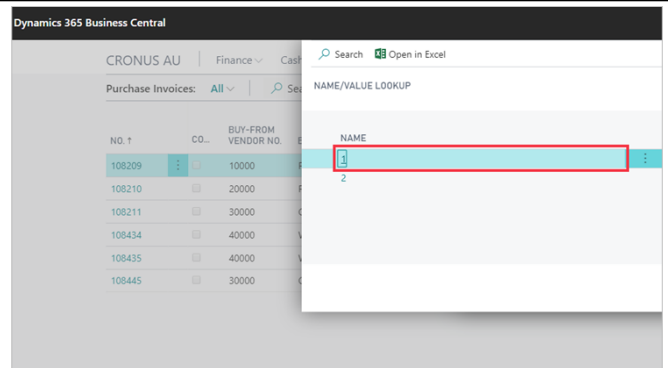 Dynamics 365 Business Central
CRONUS AU Finance Cash
Purchase Invoices: All Sea
NO. ↑ CO... BUY-FROM VENDOR NO.
108209 10000
108210 20000
108211 30000
108434 40000
108435 40000
108445 30000
Search Open in Excel
NAME/VALUE LOOKUP
NAME
1
2